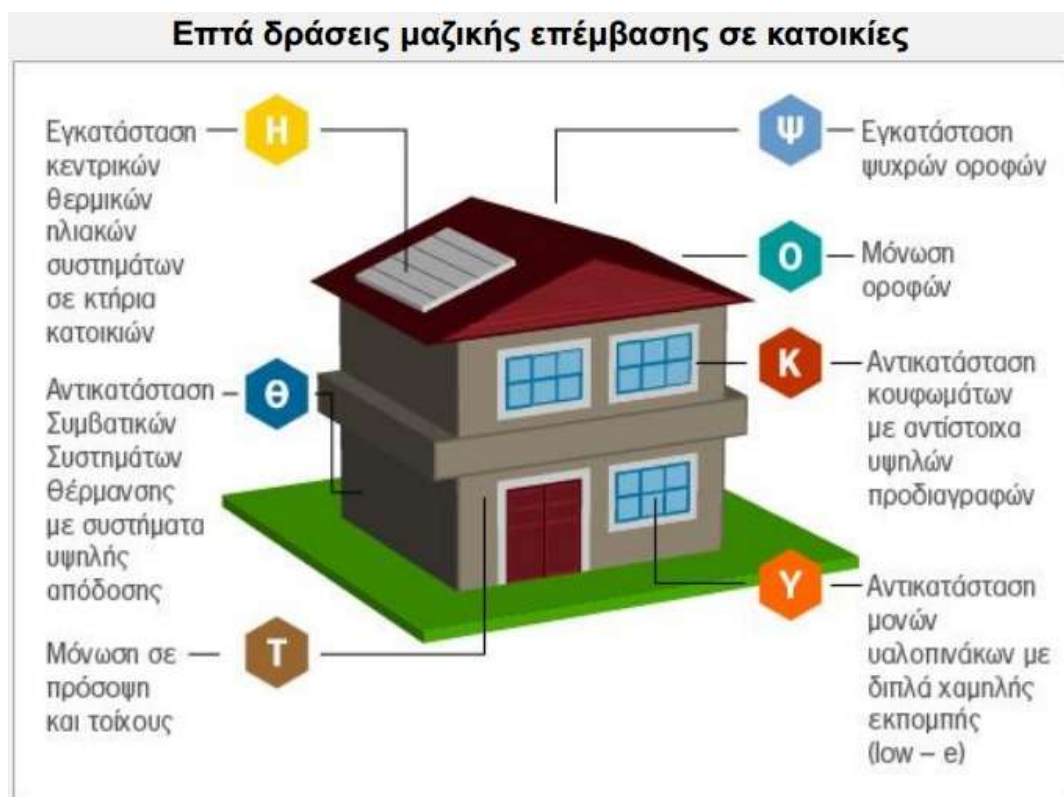 Επτά δράσεις μαζικής επέμβασης σε κατοικίες
Η
Εγκατάσταση
κεντρικών
θερμικών
ηλιακών
συστημάτων
σε κτήρια
κατοικιών
Θ
Αντικατάσταση
Συμβατικών
Συστημάτων
Θέρμανσης
με συστήματα
υψηλής
απόδοσης
Τ
Μόνωση σε
πρόσοψη
και τοίχους
Ψ
Εγκατάσταση
ψυχρών οροφών
Ο
Μόνωση
οροφών
Κ
Αντικατάσταση
κουφωμάτων
με αντίστοιχα
υψηλών
προδιαγραφών
Υ
Αντικατάσταση
μονών
υαλοπινάκων με
διπλά χαμηλής
εκπομπής
(low – e)